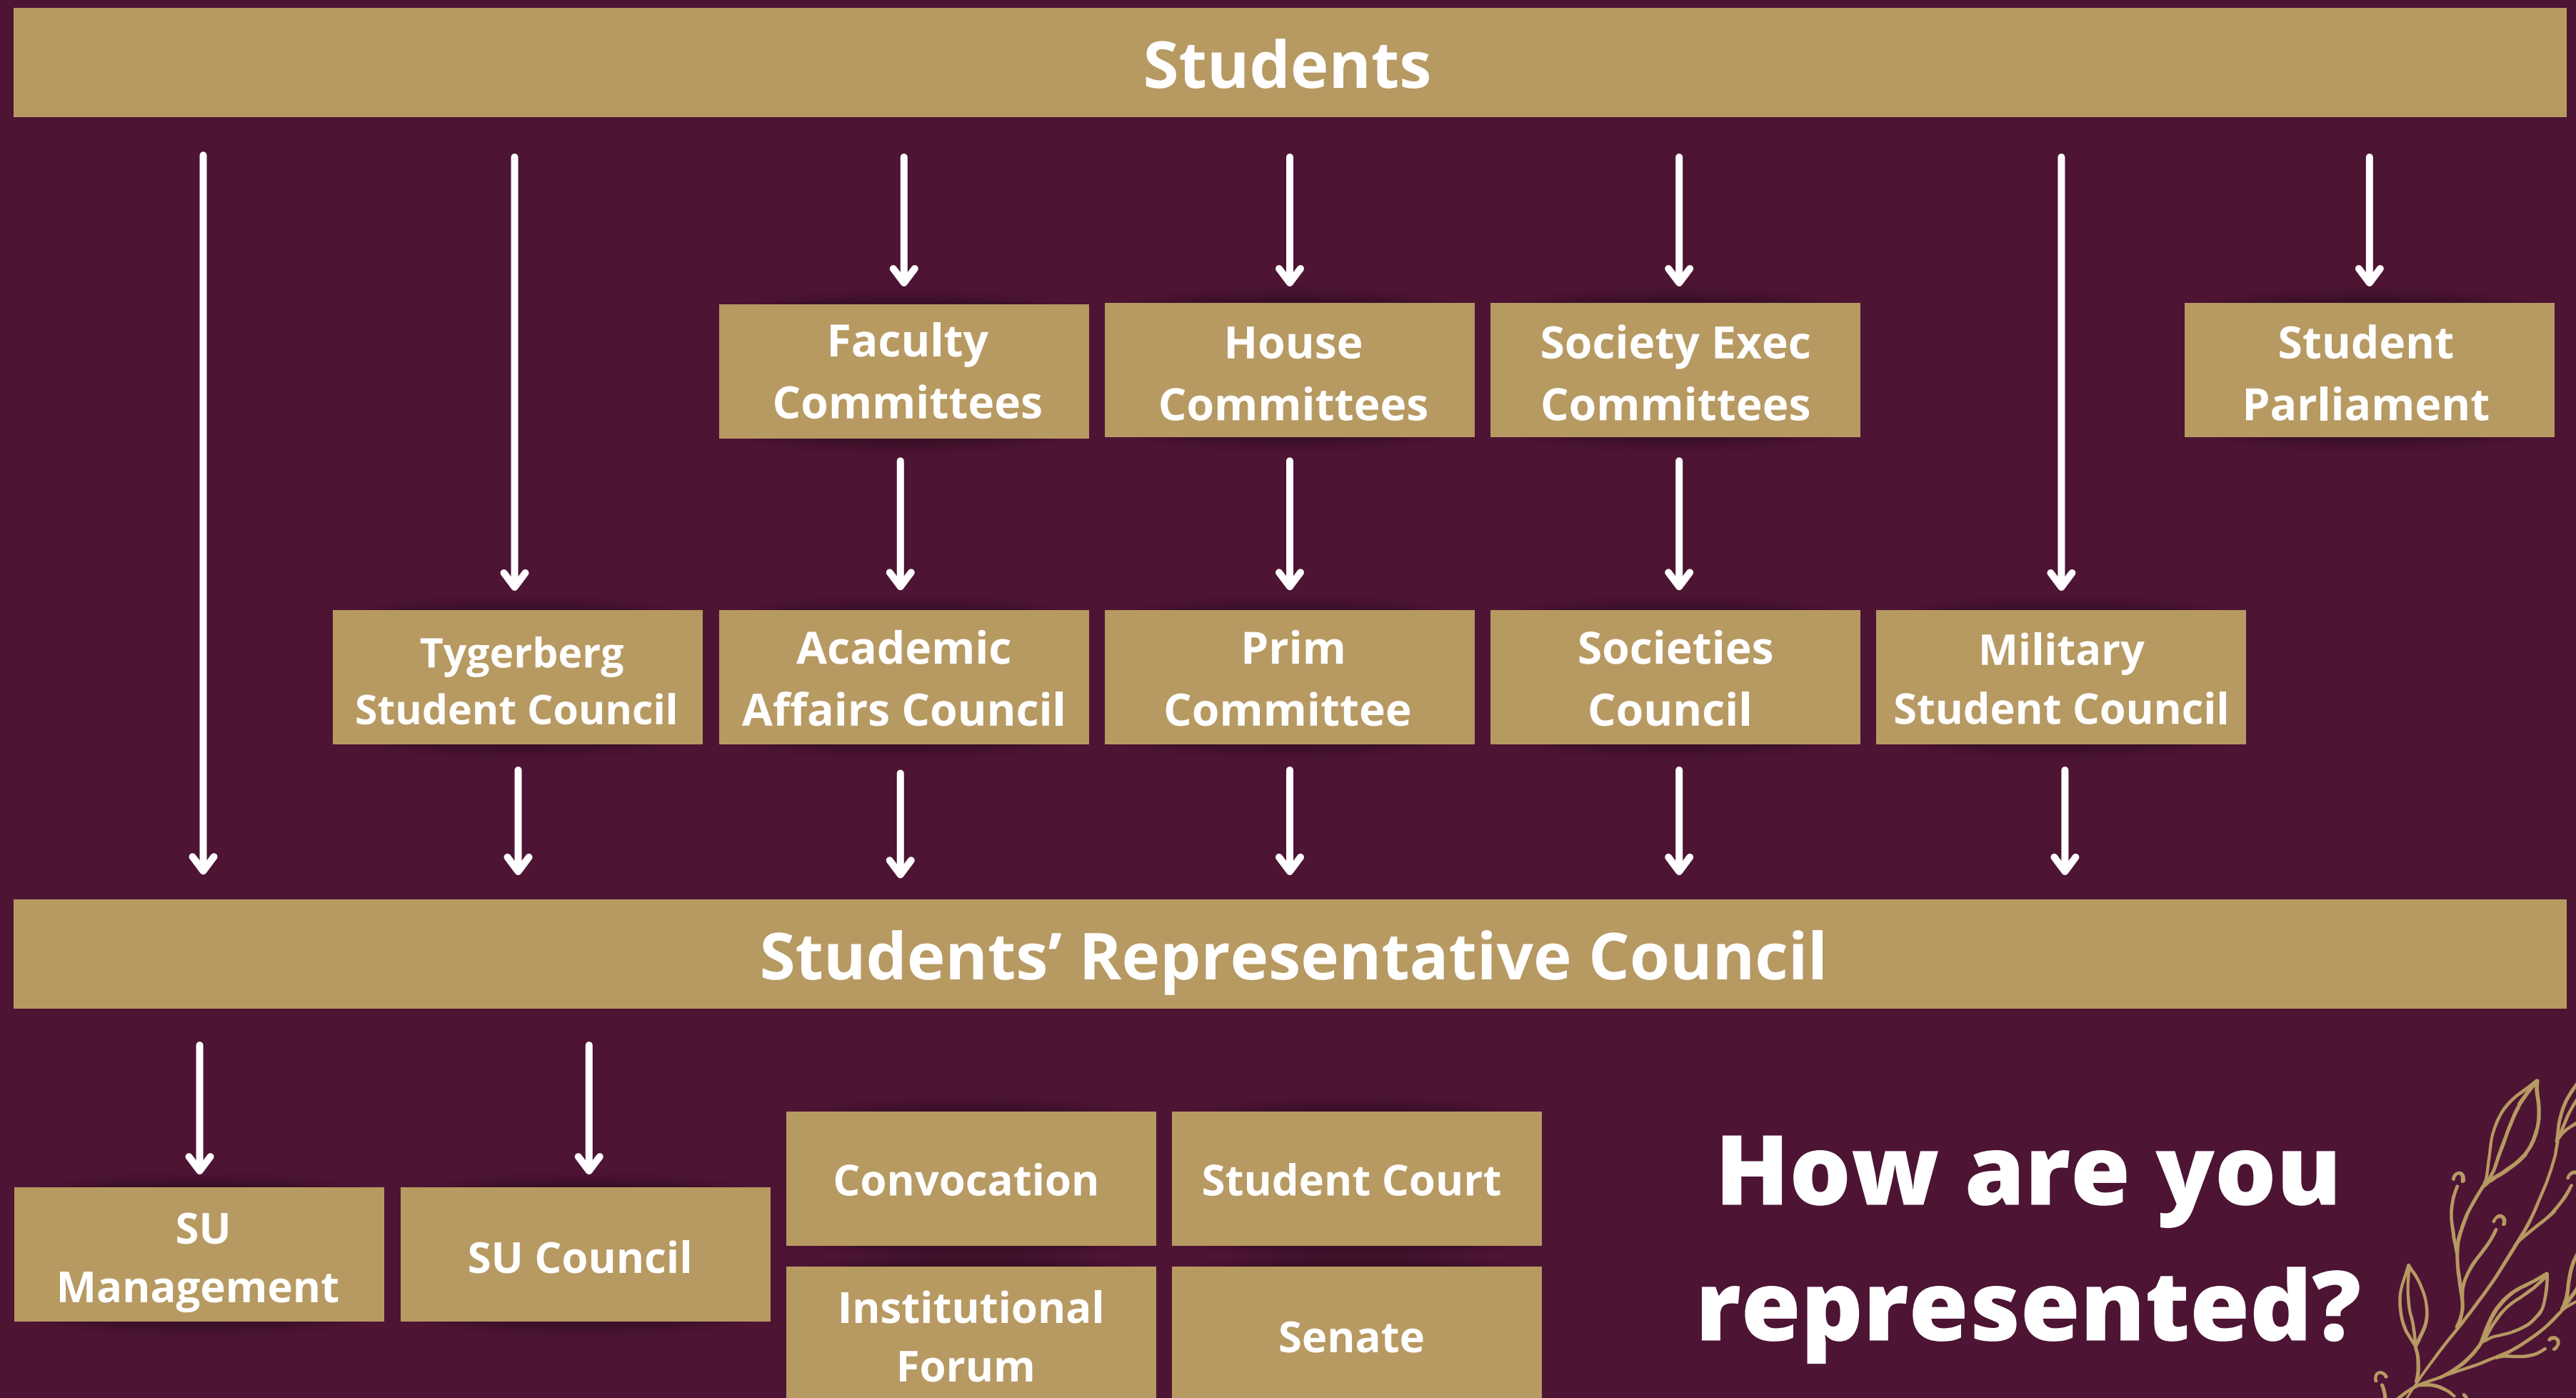 Students
Faculty
Committees
House
Committees
Society Exec
Committees
Student
Parliament
Tygerberg
Student Council
Academic
Affairs Council
Prim
Committee
Societies
Council
Military
Student Council
Students’ Representative Council
SU
Management
SU Council
Convocation
Student Court
Institutional
Forum
Senate
How are you
represented?